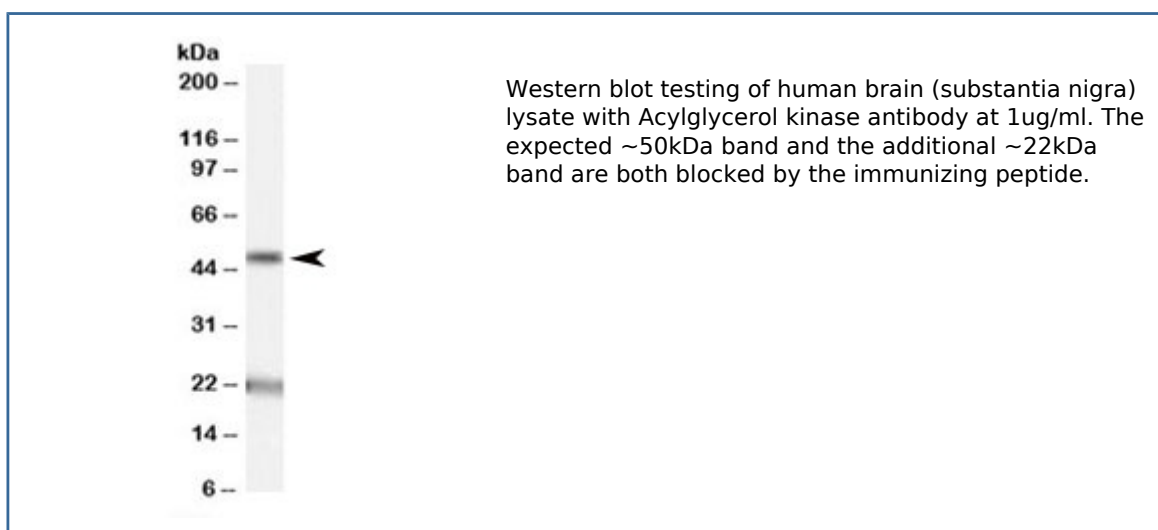 kDa
200 –
116 –
97 –
66 –
44 –
31 –
22 –
14 –
6 –
Western blot testing of human brain (substantia nigra)
lysate with Acylglycerol kinase antibody at 1ug/ml. The
expected ~50kDa band and the additional ~22kDa
band are both blocked by the immunizing peptide.